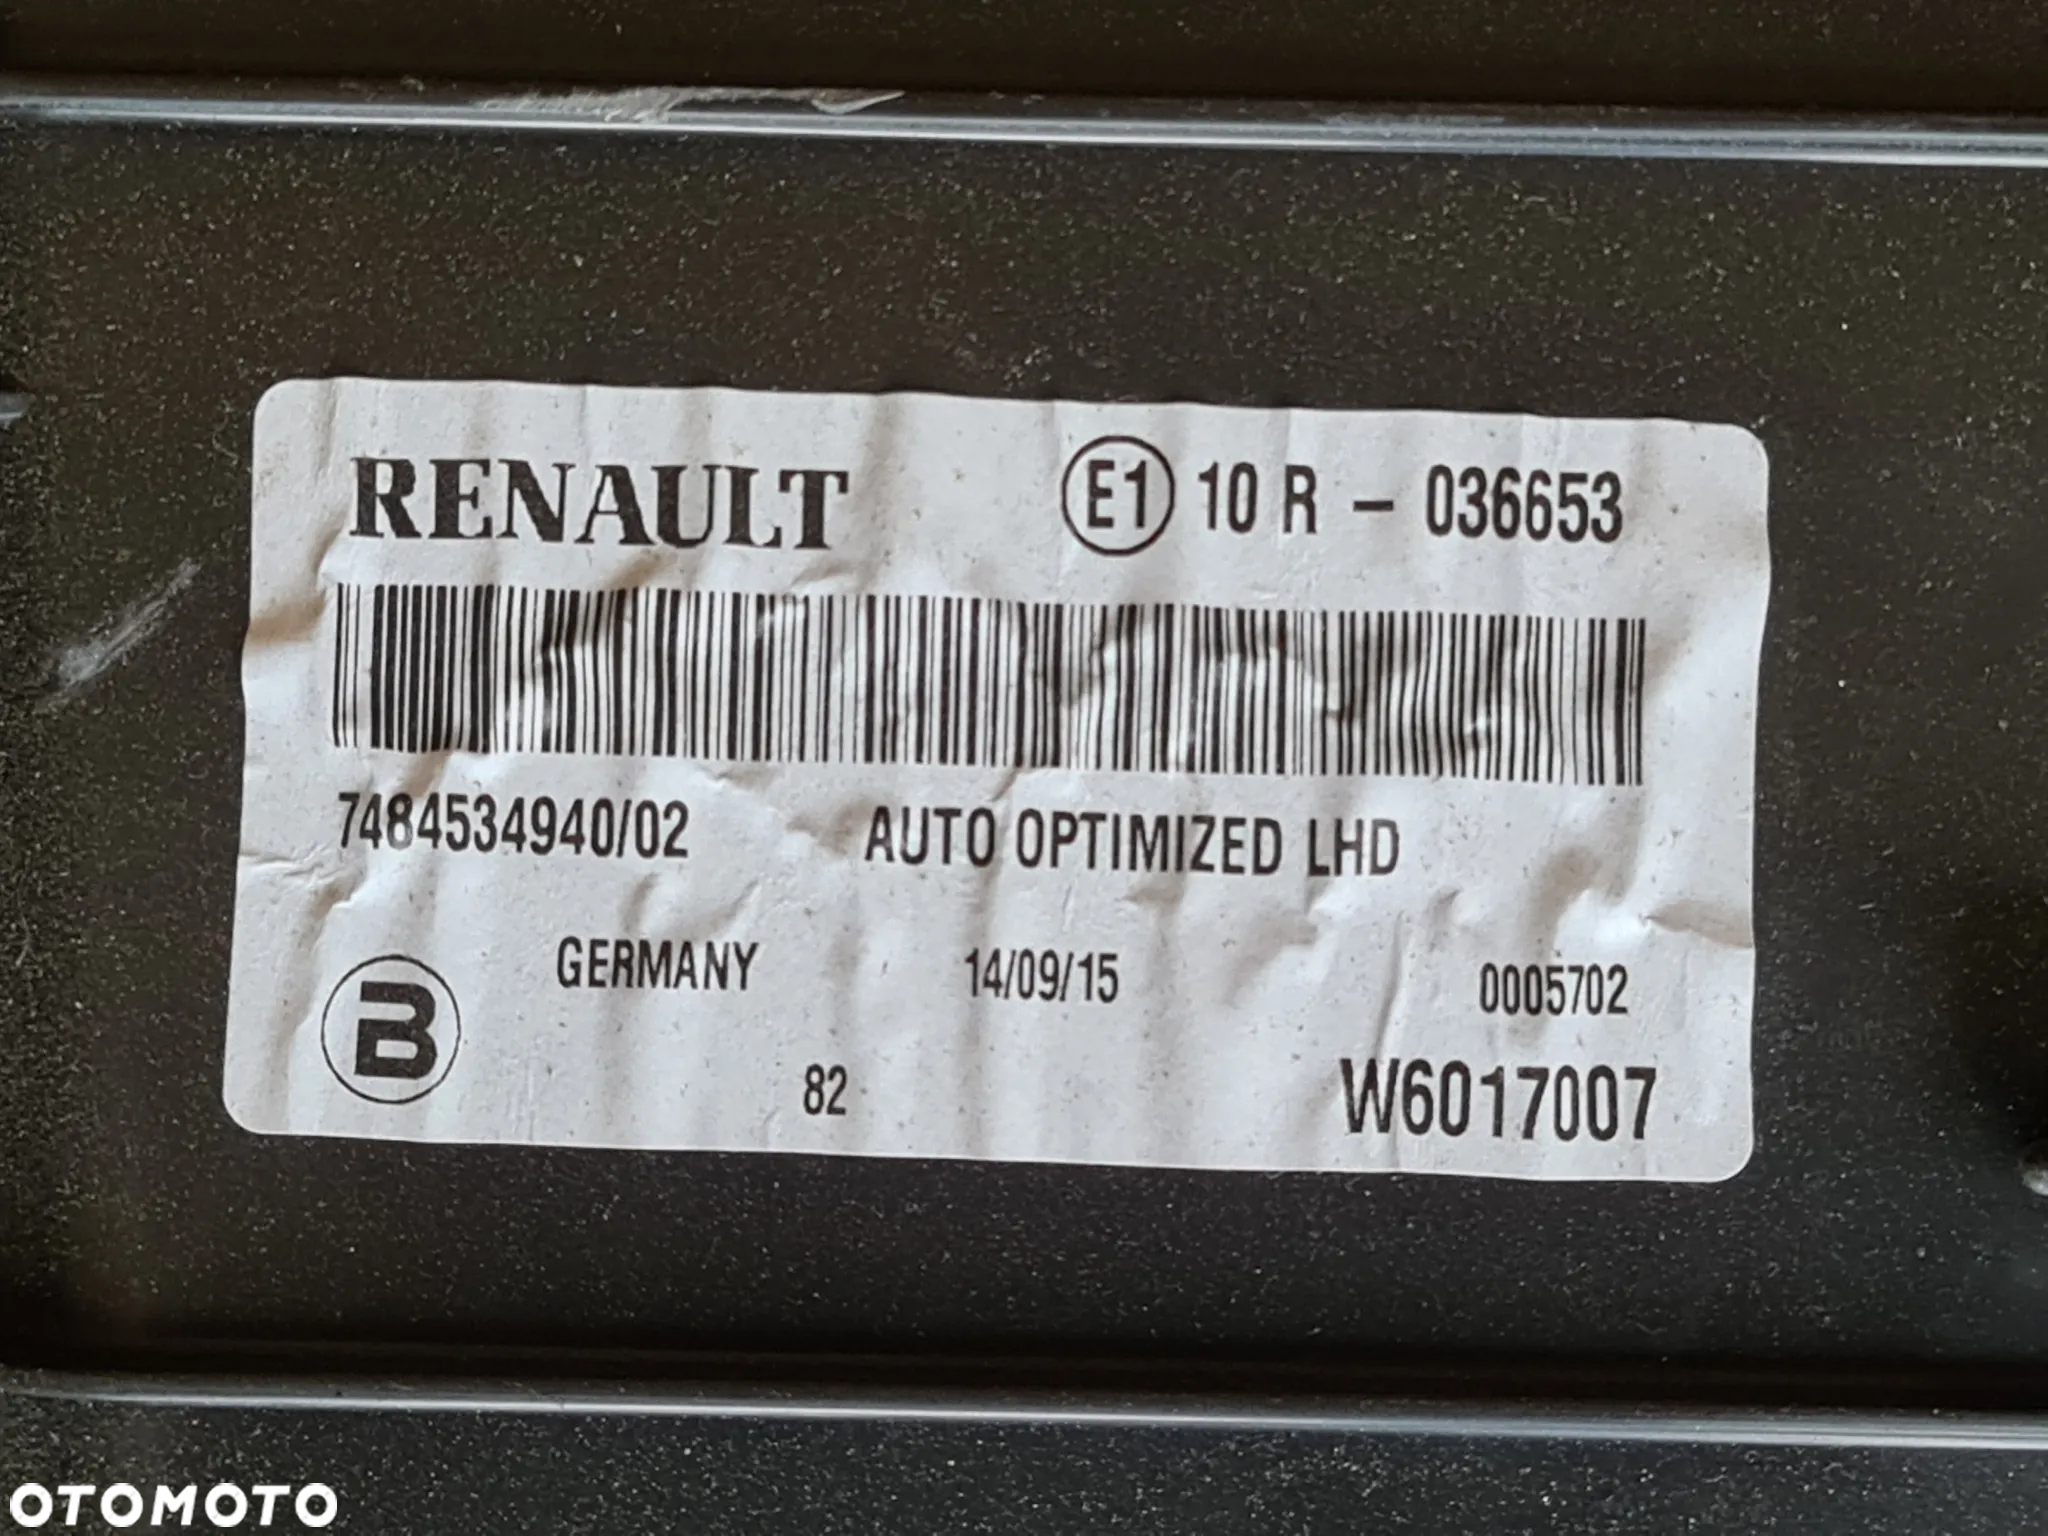 RENAULT E1 10 R - 036653
7484534940/02 AUTO OPTIMIZED LHD
GERMANY 14/09/15 0005702
B 82 W6017007
OTOMOTO